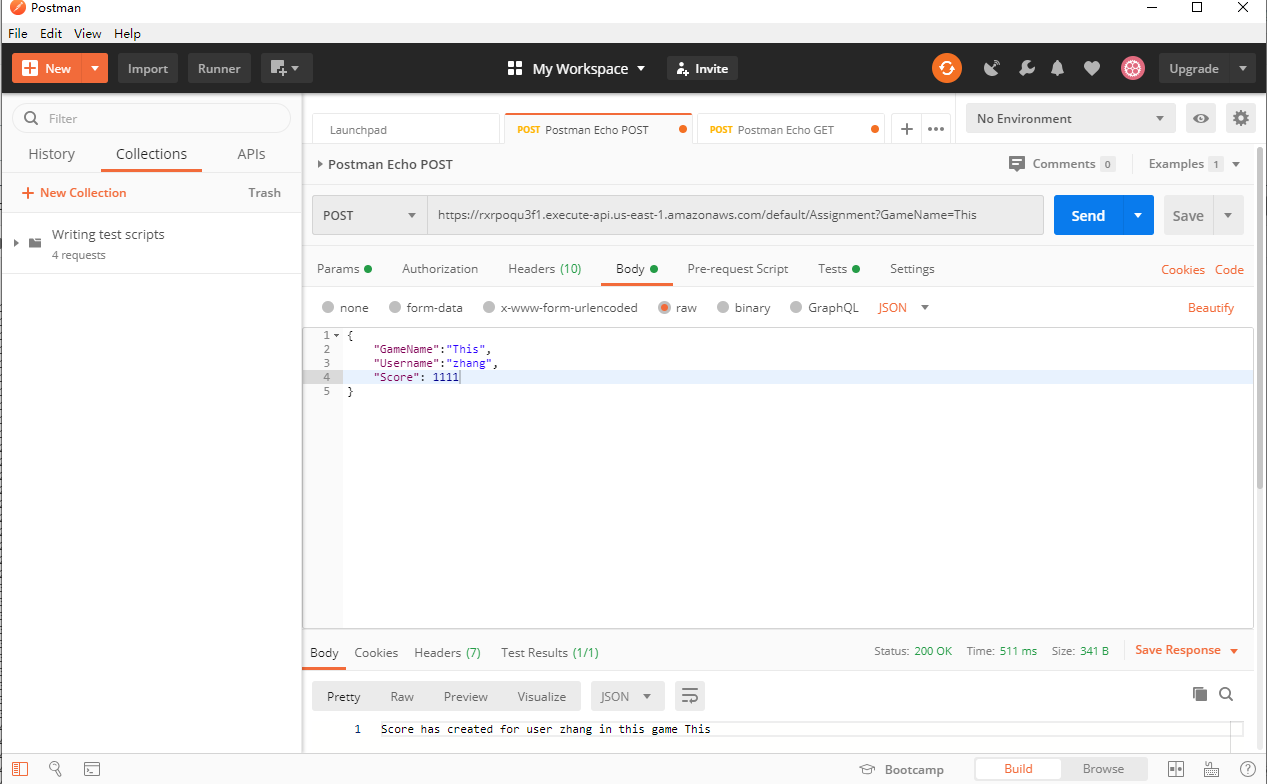 Postman
File Edit View Help
New Import Runner My Workspace Invite Upgrade
Filter
History Collections APIs
New Collection Trash
Writing test scripts
4 requests
Launchpad POST Postman Echo POST POST Postman Echo GET No Environment
Postman Echo POST Comments 0 Examples 1
POST https://rxrpoqu3f1.execute-api.us-east-1.amazonaws.com/default/Assignment?GameName=This Send Save
Params Authorization Headers (10) Body Pre-request Script Tests Settings Cookies Code
none form-data x-www-form-urlencoded raw binary GraphQL JSON Beautify
1 {
2 "GameName":"This",
3 "Username":"zhang",
4 "Score": 1111
5 }
Body Cookies Headers (7) Test Results (1/1) Status: 200 OK Time: 511 ms Size: 341 B Save Response
Pretty Raw Preview Visualize JSON
1 Score has created for user zhang in this game This
Bootcamp Build Browse